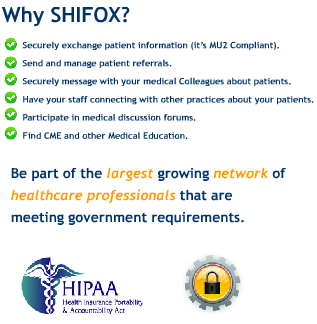 Why SHIFOX?
Securely exchange patient information (it's MU2 Compliant).
Send and manage patient referrals.
Securely message with your medical Colleagues about patients.
Have your staff connecting with other practices about your patients.
Participate in medical discussion forums.
Find CME and other Medical Education.
Be part of the largest growing network of
healthcare professionals that are
meeting government requirements.
HIPAA
Health Insurance Portability
& Accountability Act